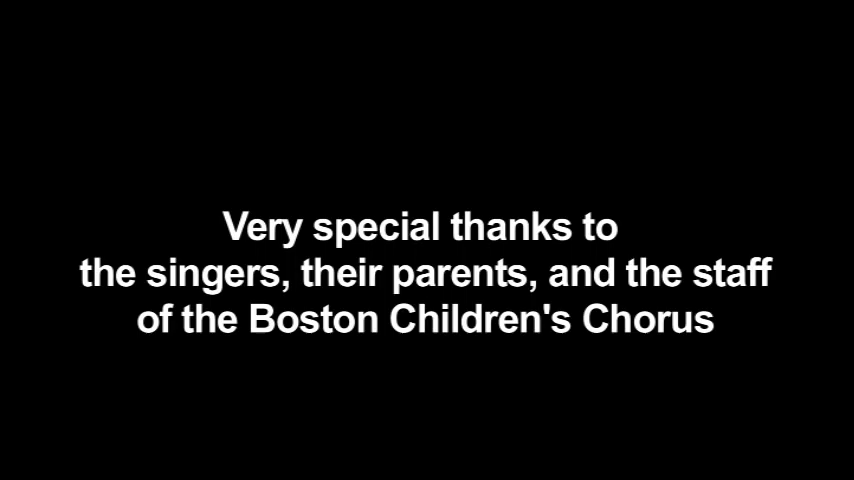 Very special thanks to
the singers, their parents, and the staff
of the Boston Children's Chorus